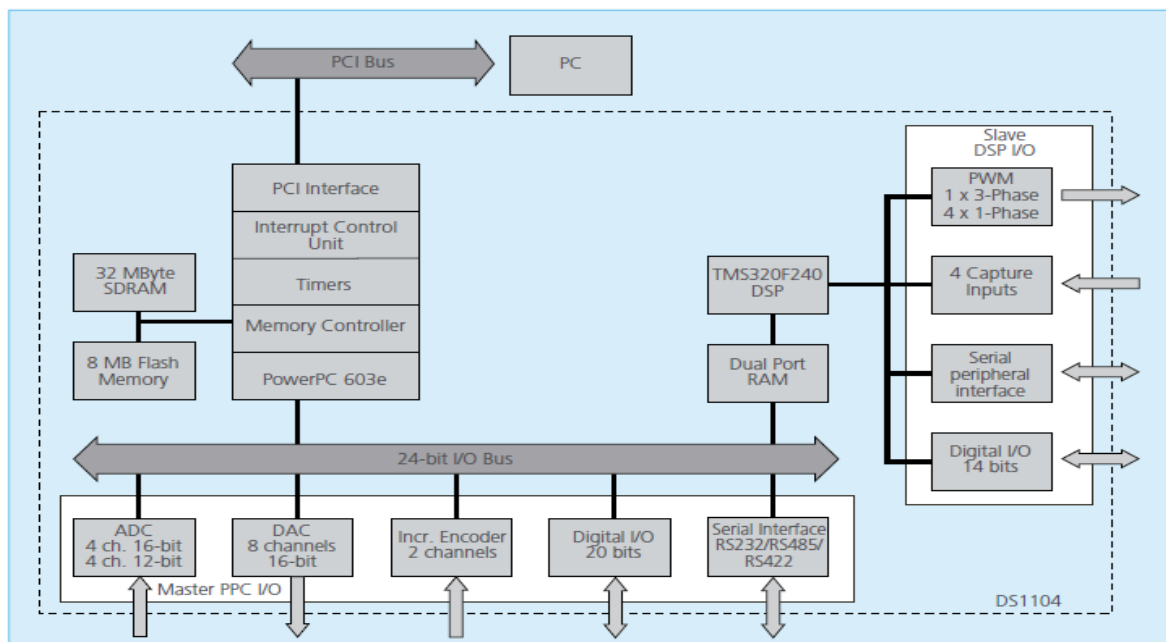 PCI Bus
PC
PCI Interface
Interrupt Control
Unit
Timers
Memory Controller
PowerPC 603e
32 MByte
SDRAM
8 MB Flash
Memory
TMS320F240
DSP
Dual Port
RAM
Slave
DSP I/O
PWM
1 x 3-Phase
4 x 1-Phase
4 Capture
Inputs
Serial
peripheral
interface
Digital I/O
14 bits
24-bit I/O Bus
ADC
4 ch. 16-bit
4 ch. 12-bit
DAC
8 channels
16-bit
Incr. Encoder
2 channels
Digital I/O
20 bits
Serial Interface
RS232/RS485/
RS422
Master PPC I/O
DS1104